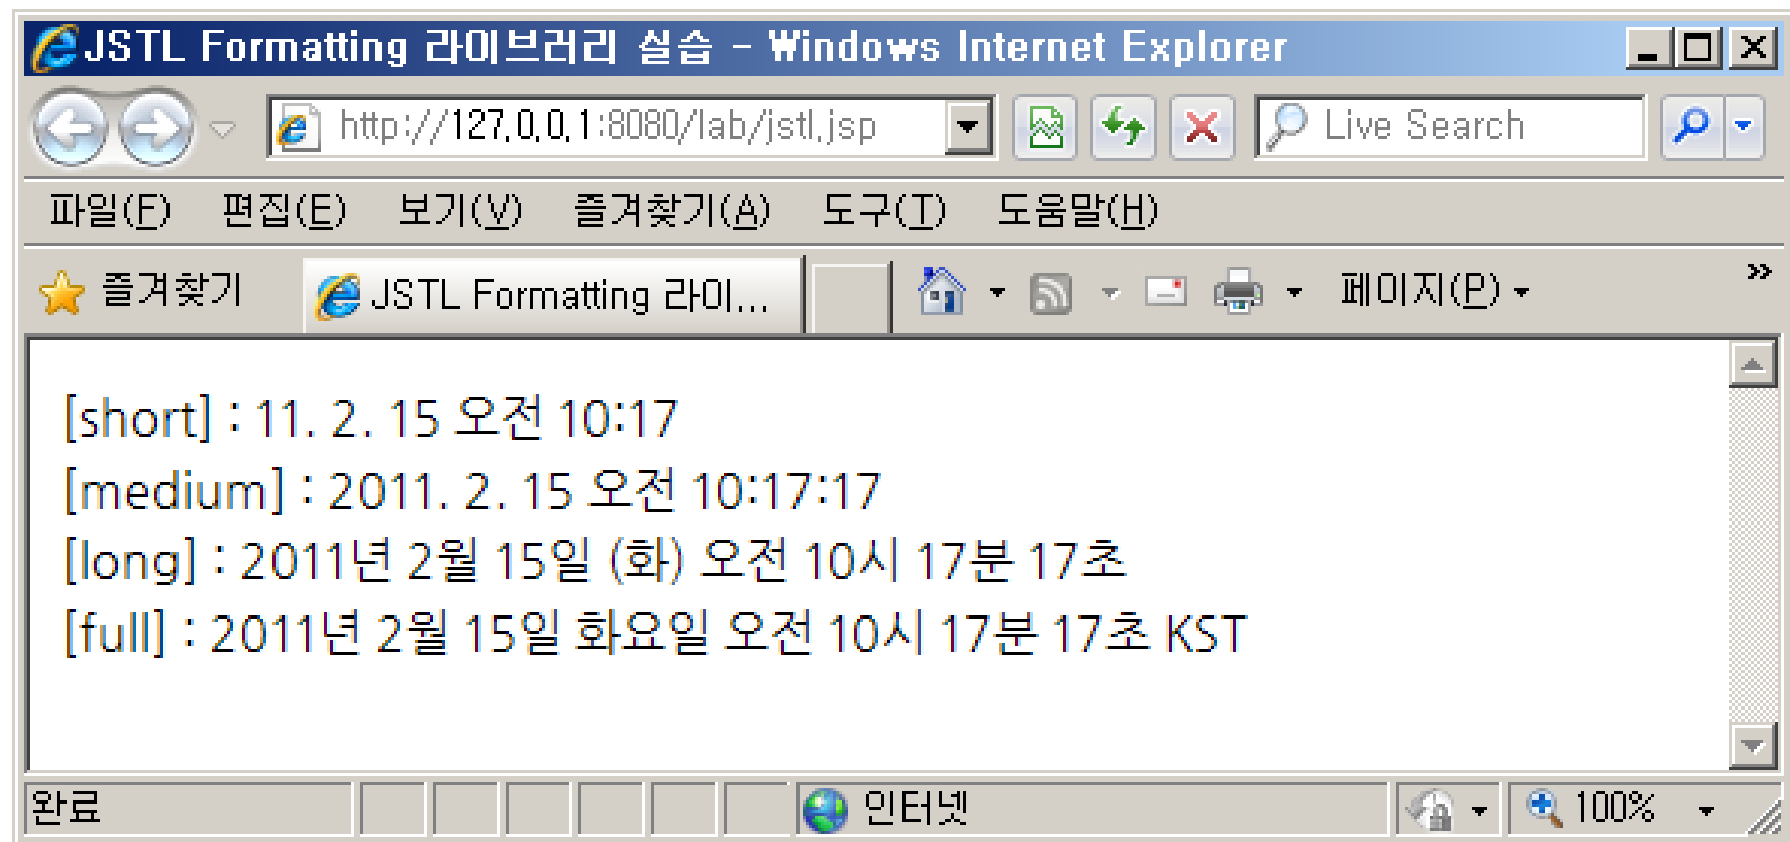 JSTL Formatting 라이브러리 실습 - Windows Internet Explorer
http://127.0.0.1:8080/lab/jstl.jsp
Live Search
파일(F) 편집(E) 보기(V) 즐겨찾기(A) 도구(T) 도움말(H)
즐겨찾기 JSTL Formatting 라이... 페이지(P) »
[short] : 11. 2. 15 오전 10:17
[medium] : 2011. 2. 15 오전 10:17:17
[long] : 2011년 2월 15일 (화) 오전 10시 17분 17초
[full] : 2011년 2월 15일 화요일 오전 10시 17분 17초 KST
완료 인터넷 100%